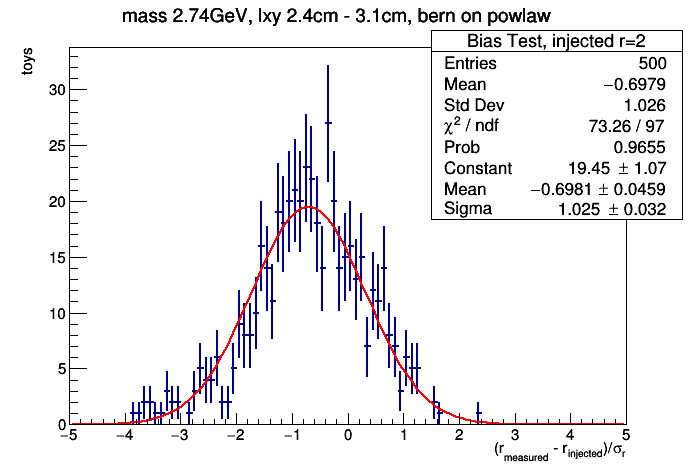 mass 2.74GeV, lxy 2.4cm - 3.1cm, bern on powlaw
Bias Test, injected r=2
Entries 500
Mean −0.6979
Std Dev 1.026
χ² / ndf 73.26 / 97
Prob 0.9655
Constant 19.45 ± 1.07
Mean −0.6981 ± 0.0459
Sigma 1.025 ± 0.032
toys
30
25
20
15
10
5
0
−5 −4 −3 −2 −1 0 1 2 3 4 5
(r_measured - r_injected)/σ_r